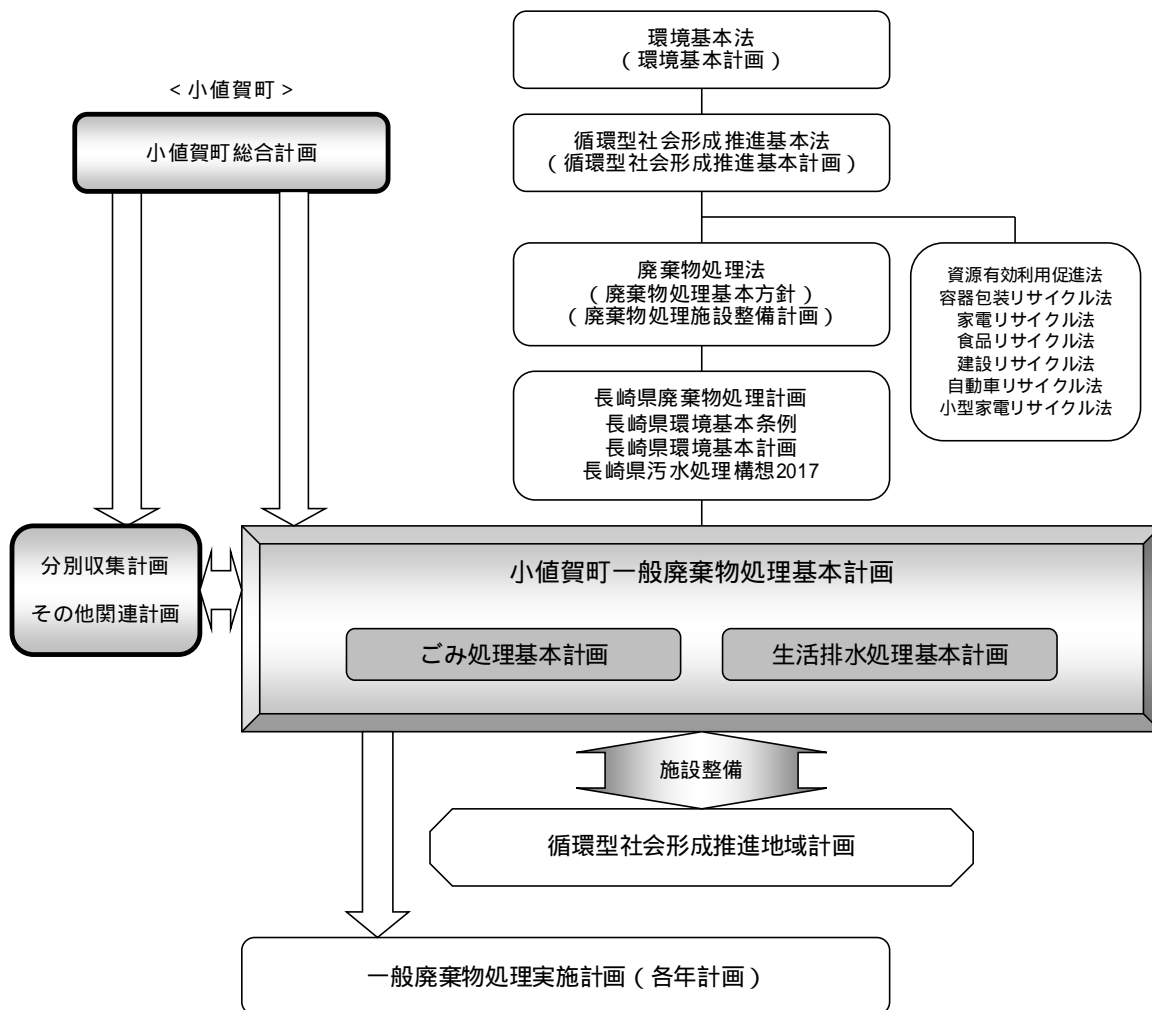 環境基本法
（環境基本計画）
＜小値賀町＞
小値賀町総合計画
循環型社会形成推進基本法
（循環型社会形成推進基本計画）
廃棄物処理法
（廃棄物処理基本方針）
（廃棄物処理施設整備計画）
資源有効利用促進法
容器包装リサイクル法
家電リサイクル法
食品リサイクル法
建設リサイクル法
自動車リサイクル法
小型家電リサイクル法
長崎県廃棄物処理計画
長崎県環境基本条例
長崎県環境基本計画
長崎県汚水処理構想2017
分別収集計画
その他関連計画
小値賀町一般廃棄物処理基本計画
ごみ処理基本計画
生活排水処理基本計画
施設整備
循環型社会形成推進地域計画
一般廃棄物処理実施計画（各年計画）